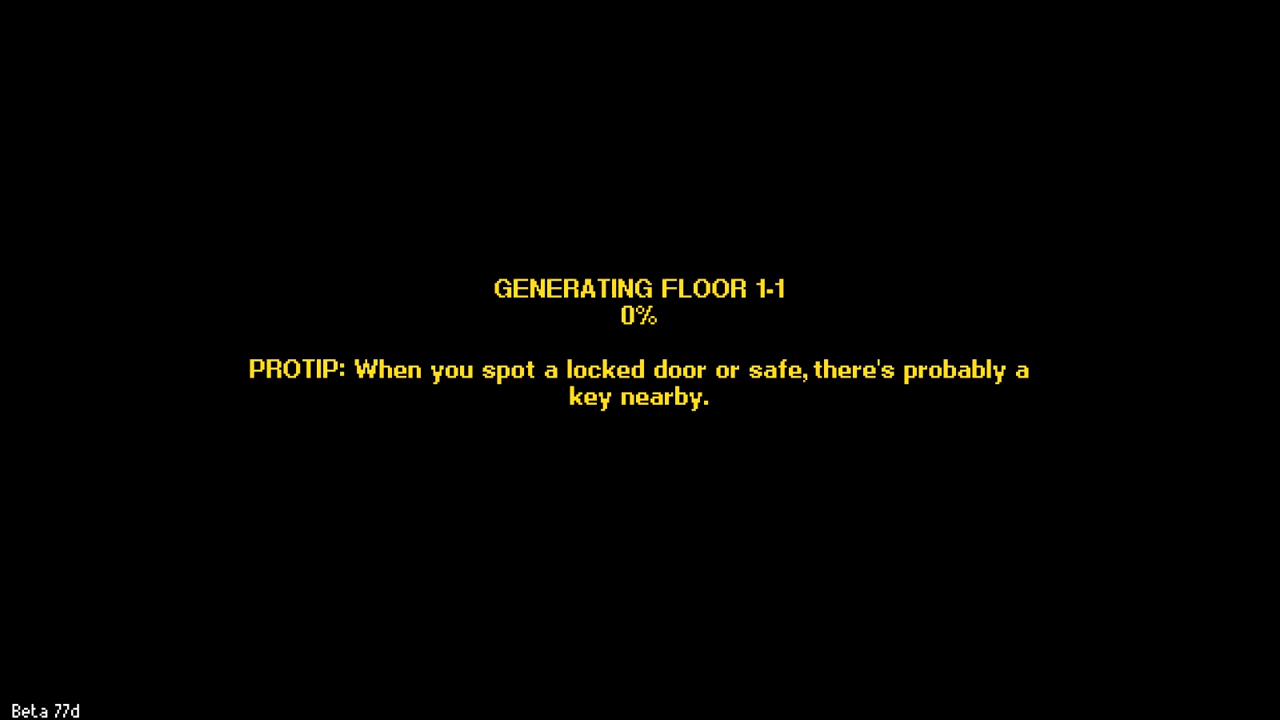 GENERATING FLOOR 1-1
0%
PROTIP: When you spot a locked door or safe, there's probably a
key nearby.
Beta 77d